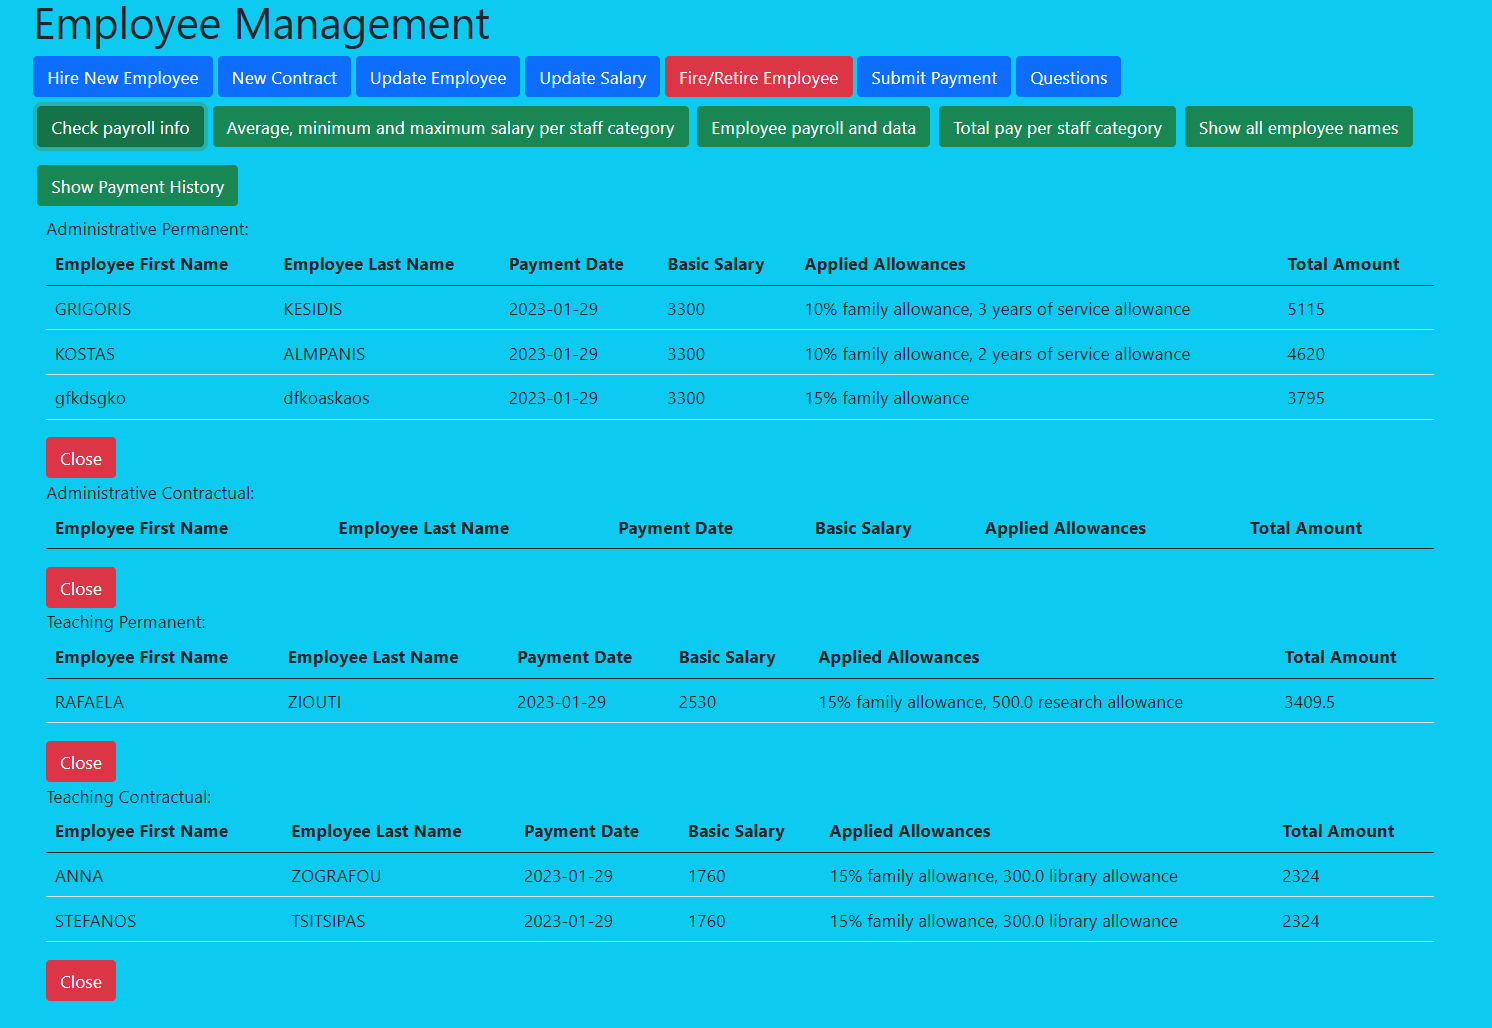 Employee Management
Hire New Employee New Contract Update Employee Update Salary Fire/Retire Employee Submit Payment Questions
Check payroll info Average, minimum and maximum salary per staff category Employee payroll and data Total pay per staff category Show all employee names
Show Payment History
Administrative Permanent:
Employee First Name Employee Last Name Payment Date Basic Salary Applied Allowances Total Amount
GRIGORIS KESIDIS 2023-01-29 3300 10% family allowance, 3 years of service allowance 5115
KOSTAS ALMPANIS 2023-01-29 3300 10% family allowance, 2 years of service allowance 4620
gfkdsgko dfkoaskaos 2023-01-29 3300 15% family allowance 3795
Close
Administrative Contractual:
Employee First Name Employee Last Name Payment Date Basic Salary Applied Allowances Total Amount
Close
Teaching Permanent:
Employee First Name Employee Last Name Payment Date Basic Salary Applied Allowances Total Amount
RAFAELA ZIOUTI 2023-01-29 2530 15% family allowance, 500.0 research allowance 3409.5
Close
Teaching Contractual:
Employee First Name Employee Last Name Payment Date Basic Salary Applied Allowances Total Amount
ANNA ZOGRAFOU 2023-01-29 1760 15% family allowance, 300.0 library allowance 2324
STEFANOS TSITSIPAS 2023-01-29 1760 15% family allowance, 300.0 library allowance 2324
Close